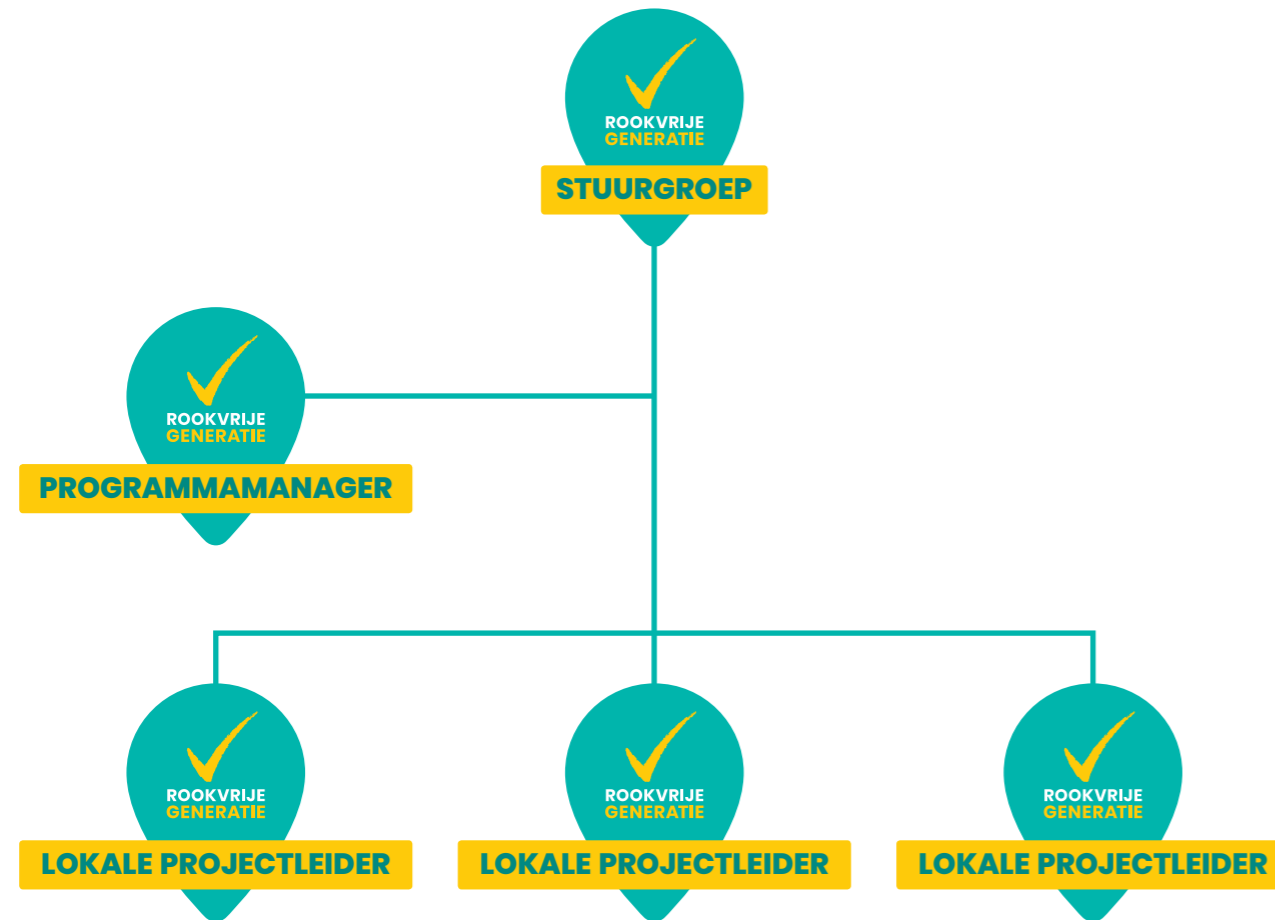 ROOKVRIJE
GENERATIE
STUURGROEP
ROOKVRIJE
GENERATIE
PROGRAMMAMANAGER
ROOKVRIJE
GENERATIE
LOKALE PROJECTLEIDER
ROOKVRIJE
GENERATIE
LOKALE PROJECTLEIDER
ROOKVRIJE
GENERATIE
LOKALE PROJECTLEIDER